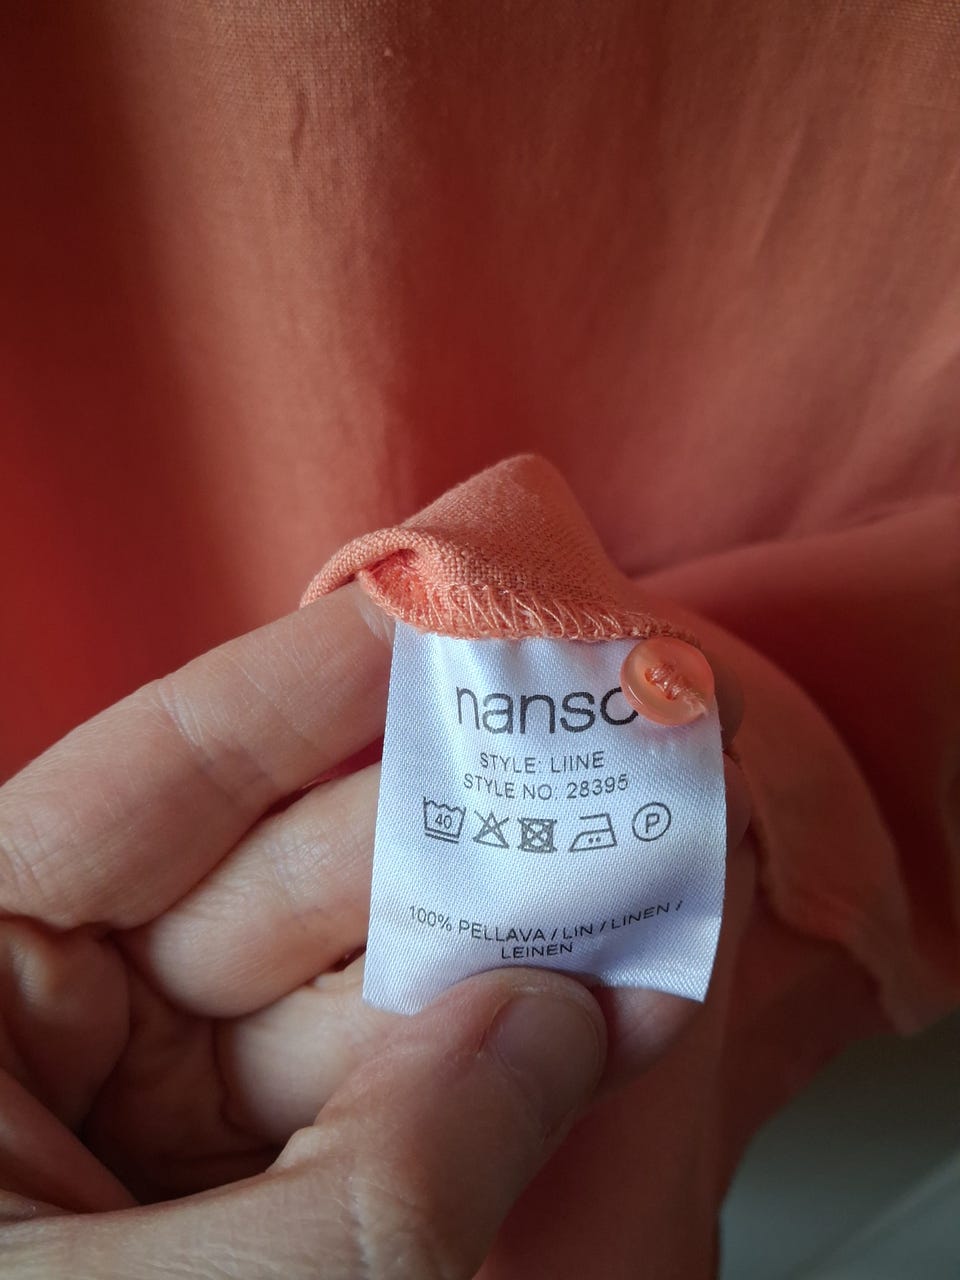 nanso
STYLE: LIINE
STYLE NO. 28395
40 P
100% PELLAVA / LIN / LINEN /
LEINEN